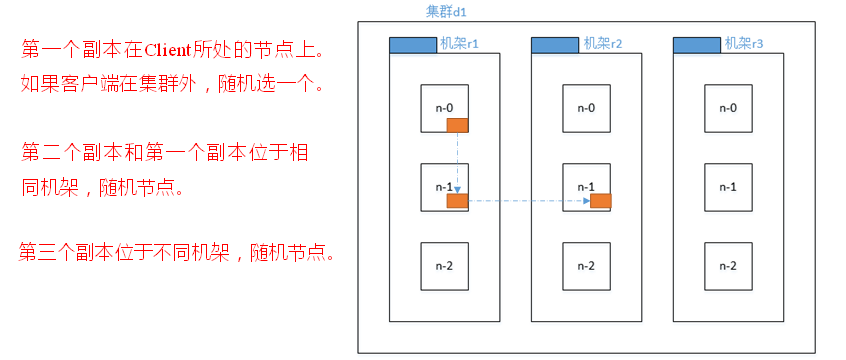 集群d1
第一个副本在Client所处的节点上。
如果客户端在集群外，随机选一个。
第二个副本和第一个副本位于相
同机架，随机节点。
第三个副本位于不同机架，随机节点。
机架r1
n-0
n-1
n-2
机架r2
n-0
n-1
n-2
机架r3
n-0
n-1
n-2